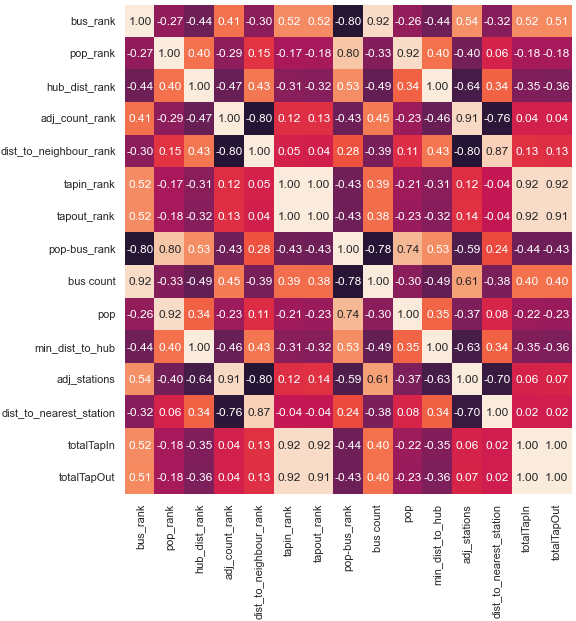 bus_rank 1.00 -0.27 -0.44 0.41 -0.30 0.52 0.52 -0.80 0.92 -0.26 -0.44 0.54 -0.32 0.52 0.51
pop_rank -0.27 1.00 0.40 -0.29 0.15 -0.17 -0.18 0.80 -0.33 0.92 0.40 -0.40 0.06 -0.18 -0.18
hub_dist_rank -0.44 0.40 1.00 -0.47 0.43 -0.31 -0.32 0.53 -0.49 0.34 1.00 -0.64 0.34 -0.35 -0.36
adj_count_rank 0.41 -0.29 -0.47 1.00 -0.80 0.12 0.13 -0.43 0.45 -0.23 -0.46 0.91 -0.76 0.04 0.04
dist_to_neighbour_rank -0.30 0.15 0.43 -0.80 1.00 0.05 0.04 0.28 -0.39 0.11 0.43 -0.80 0.87 0.13 0.13
tapin_rank 0.52 -0.17 -0.31 0.12 0.05 1.00 1.00 -0.43 0.39 -0.21 -0.31 0.12 -0.04 0.92 0.92
tapout_rank 0.52 -0.18 -0.32 0.13 0.04 1.00 1.00 -0.43 0.38 -0.23 -0.32 0.14 -0.04 0.92 0.91
pop-bus_rank -0.80 0.80 0.53 -0.43 0.28 -0.43 -0.43 1.00 -0.78 0.74 0.53 -0.59 0.24 -0.44 -0.43
bus count 0.92 -0.33 -0.49 0.45 -0.39 0.39 0.38 -0.78 1.00 -0.30 -0.49 0.61 -0.38 0.40 0.40
pop -0.26 0.92 0.34 -0.23 0.11 -0.21 -0.23 0.74 -0.30 1.00 0.35 -0.37 0.08 -0.22 -0.23
min_dist_to_hub -0.44 0.40 1.00 -0.46 0.43 -0.31 -0.32 0.53 -0.49 0.35 1.00 -0.63 0.34 -0.35 -0.36
adj_stations 0.54 -0.40 -0.64 0.91 -0.80 0.12 0.14 -0.59 0.61 -0.37 -0.63 1.00 -0.70 0.06 0.07
dist_to_nearest_station -0.32 0.06 0.34 -0.76 0.87 -0.04 -0.04 0.24 -0.38 0.08 0.34 -0.70 1.00 0.02 0.02
totalTapIn 0.52 -0.18 -0.35 0.04 0.13 0.92 0.92 -0.44 0.40 -0.22 -0.35 0.06 0.02 1.00 1.00
totalTapOut 0.51 -0.18 -0.36 0.04 0.13 0.92 0.91 -0.43 0.40 -0.23 -0.36 0.07 0.02 1.00 1.00
bus_rank
pop_rank
hub_dist_rank
adj_count_rank
dist_to_neighbour_rank
tapin_rank
tapout_rank
pop-bus_rank
bus count
pop
min_dist_to_hub
adj_stations
dist_to_nearest_station
totalTapIn
totalTapOut